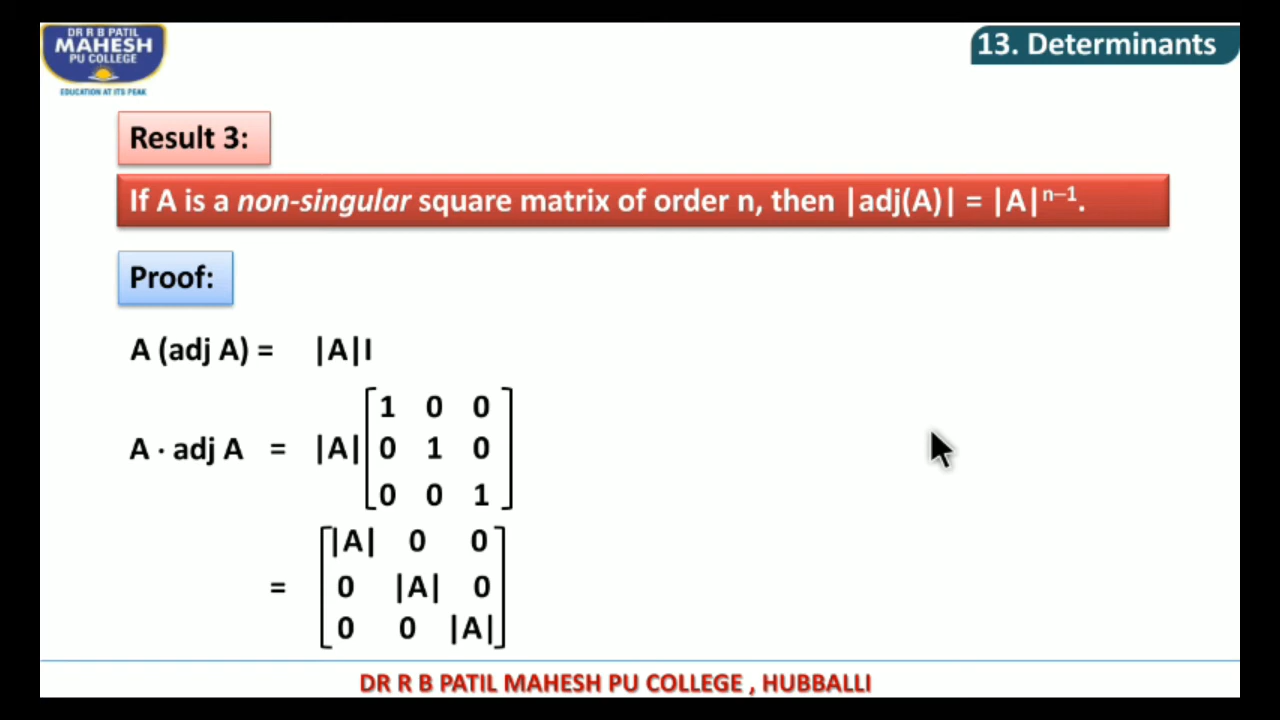 DR R B PATIL
MAHESH
PU COLLEGE
EDUCATION AT ITS PEAK
13. Determinants
Result 3:
If A is a non-singular square matrix of order n, then |adj(A)| = |A|ⁿ⁻¹.
Proof:
A (adj A) = |A|I
1 0 0
A · adj A = |A| 0 1 0
0 0 1
|A| 0 0
= 0 |A| 0
0 0 |A|
DR R B PATIL MAHESH PU COLLEGE , HUBBALLI